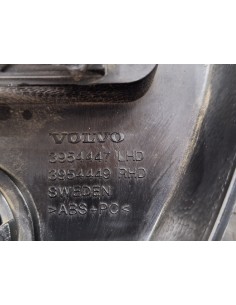 VOLVO
3954447 LHD
3954449 RHD
SWEDEN
>ABS+PC<